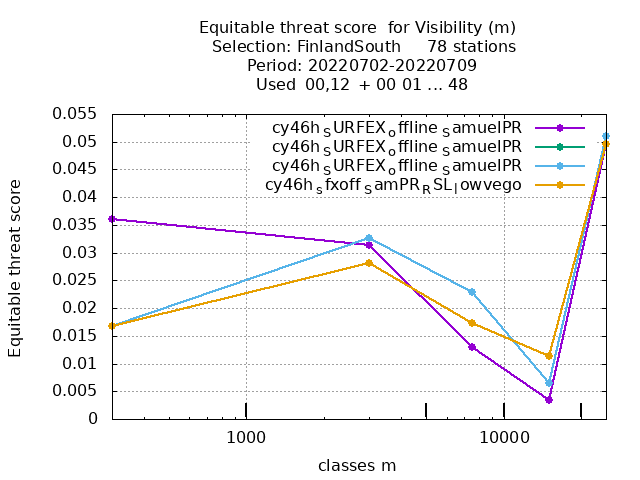 Equitable threat score for Visibility (m)
Selection: FinlandSouth 78 stations
Period: 20220702-20220709
Used 00,12 + 00 01 ... 48
cy46h_SURFEX_offline_SamuelPR
cy46h_SURFEX_offline_SamuelPR
cy46h_SURFEX_offline_SamuelPR
cy46h_sfxoff_SamPR_RSL_lowvego
Equitable threat score
0.055
0.05
0.045
0.04
0.035
0.03
0.025
0.02
0.015
0.01
0.005
0
1000 10000
classes m